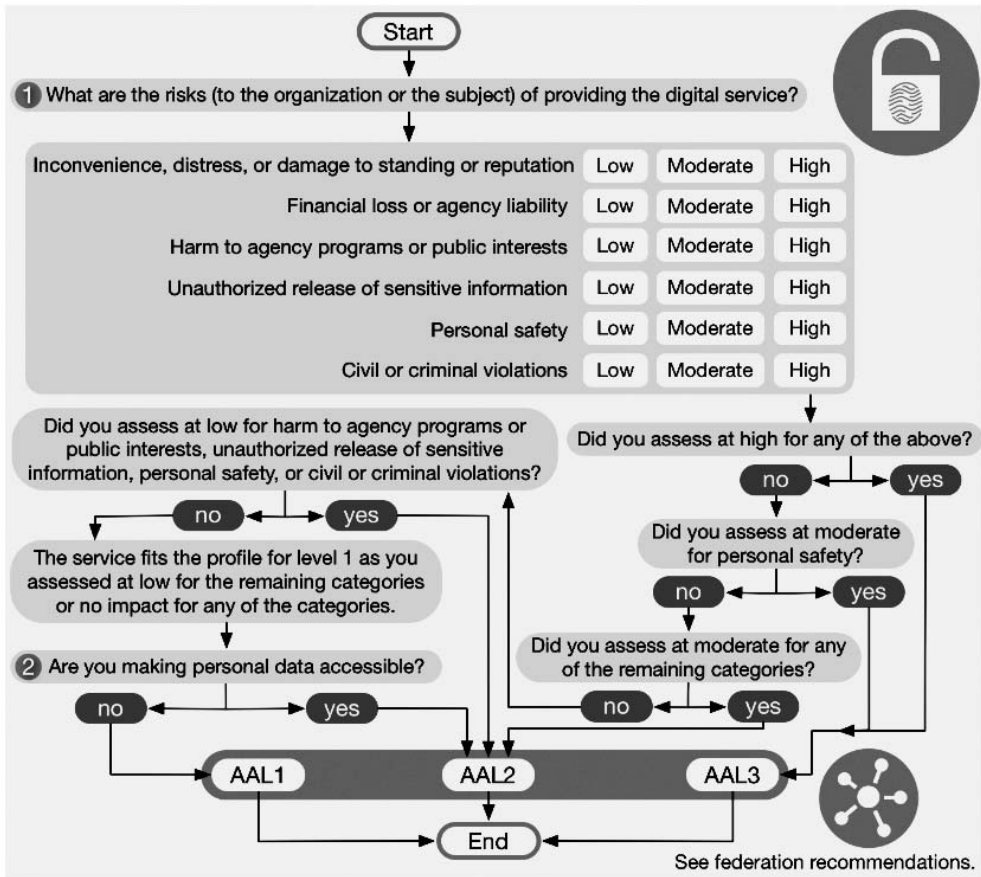 Start
1 What are the risks (to the organization or the subject) of providing the digital service?
Inconvenience, distress, or damage to standing or reputation Low Moderate High
Financial loss or agency liability Low Moderate High
Harm to agency programs or public interests Low Moderate High
Unauthorized release of sensitive information Low Moderate High
Personal safety Low Moderate High
Civil or criminal violations Low Moderate High
Did you assess at high for any of the above?
no yes
Did you assess at moderate
for personal safety?
no yes
Did you assess at moderate for any
of the remaining categories?
no yes
Did you assess at low for harm to agency programs or
public interests, unauthorized release of sensitive
information, personal safety, or civil or criminal violations?
no yes
The service fits the profile for level 1 as you
assessed at low for the remaining categories
or no impact for any of the categories.
2 Are you making personal data accessible?
no yes
AAL1 AAL2 AAL3
End
See federation recommendations.